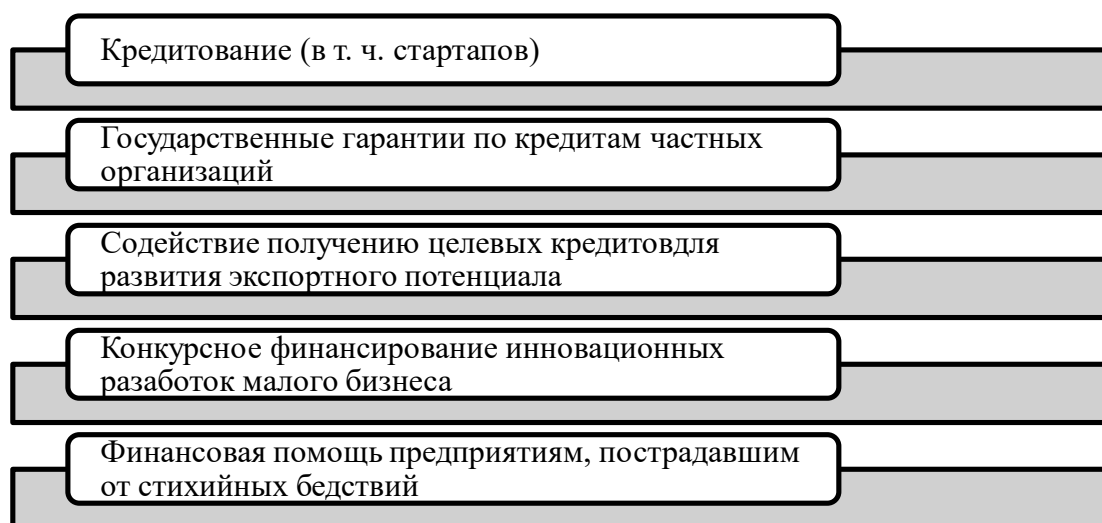 Кредитование (в т. ч. стартапов)
Государственные гарантии по кредитам частных
организаций
Содействие получению целевых кредитовдля
развития экспортного потенциала
Конкурсное финансирование инновационных
разаботок малого бизнеса
Финансовая помощь предприятиям, пострадавшим
от стихийных бедствий